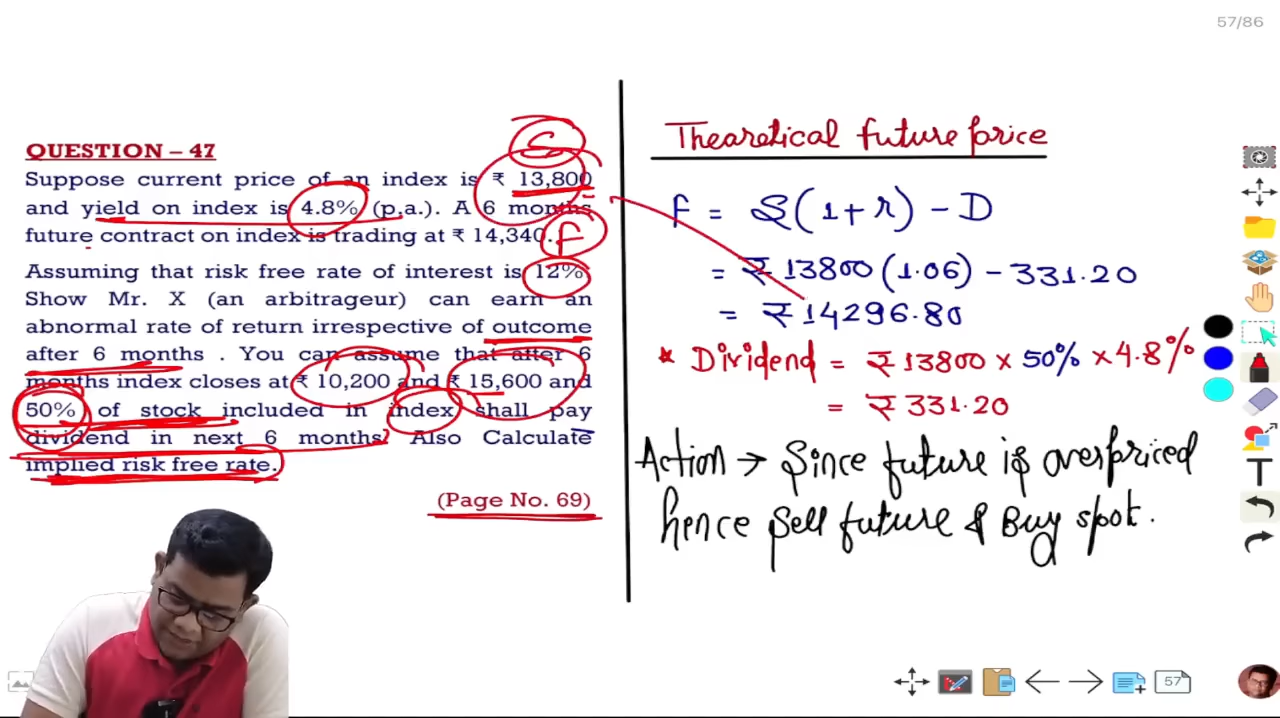 57/86
QUESTION – 47
Suppose current price of an index is ₹ 13,800
and yield on index is 4.8% (p.a.). A 6 months
future contract on index is trading at ₹ 14,340.
Assuming that risk free rate of interest is 12%
Show Mr. X (an arbitrageur) can earn an
abnormal rate of return irrespective of outcome
after 6 months . You can assume that after 6
months index closes at ₹ 10,200 and ₹ 15,600 and
50% of stock included in index shall pay
dividend in next 6 months. Also Calculate
implied risk free rate.
(Page No. 69)
S
F
Thearetical future price
F = S(1+r) - D
= ₹ 13800 (1.06) - 331.20
= ₹ 14296.80
* Dividend = ₹ 13800 × 50% × 4.8%
= ₹ 331.20
Action → Since future is overpriced
hence Sell future & Buy spot.
T
57